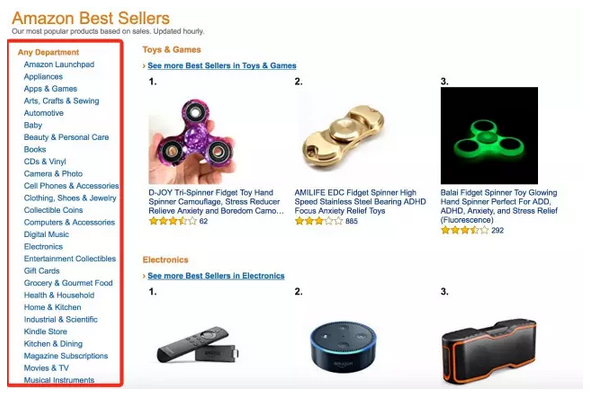 Amazon Best Sellers
Our most popular products based on sales. Updated hourly.
Any Department
Amazon Launchpad
Appliances
Apps & Games
Arts, Crafts & Sewing
Automotive
Baby
Beauty & Personal Care
Books
CDs & Vinyl
Camera & Photo
Cell Phones & Accessories
Clothing, Shoes & Jewelry
Collectible Coins
Computers & Accessories
Digital Music
Electronics
Entertainment Collectibles
Gift Cards
Grocery & Gourmet Food
Health & Household
Home & Kitchen
Industrial & Scientific
Kindle Store
Kitchen & Dining
Magazine Subscriptions
Movies & TV
Musical Instruments
Toys & Games
› See more Best Sellers in Toys & Games
1.
D-JOY Tri-Spinner Fidget Toy Hand
Spinner Camouflage, Stress Reducer
Relieve Anxiety and Boredom Camo...
62
2.
AMILIFE EDC Fidget Spinner High
Speed Stainless Steel Bearing ADHD
Focus Anxiety Relief Toys
865
3.
Balai Fidget Spinner Toy Glowing
Hand Spinner Perfect For ADD,
ADHD, Anxiety, and Stress Relief
(Fluorescence)
292
Electronics
› See more Best Sellers in Electronics
1.
2.
3.